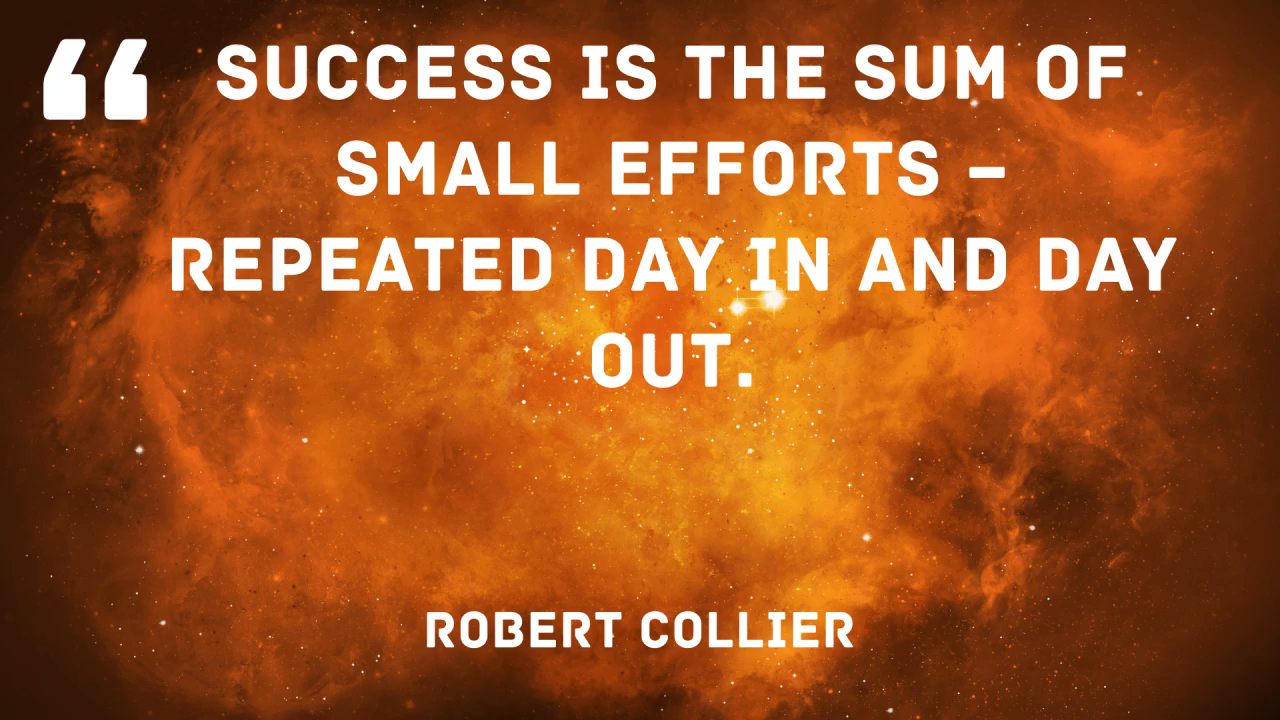 “ SUCCESS IS THE SUM OF
SMALL EFFORTS –
REPEATED DAY IN AND DAY
OUT.
ROBERT COLLIER